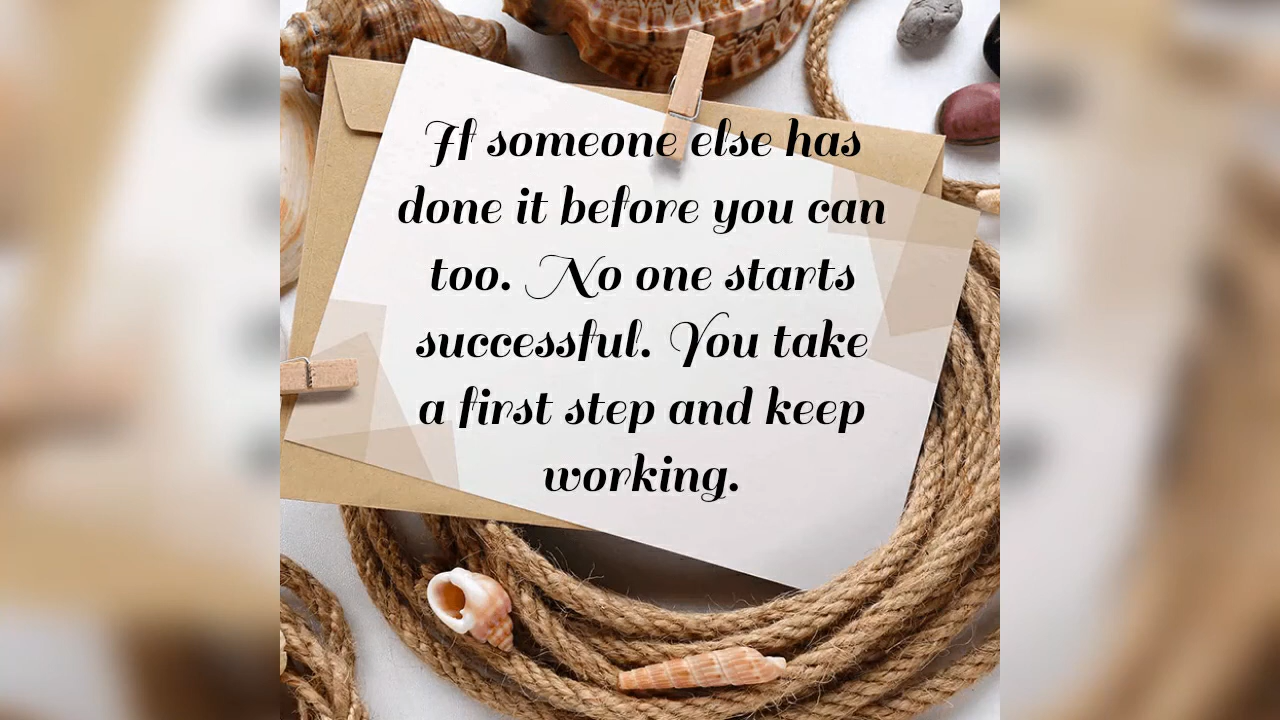 If someone else has
done it before you can
too. No one starts
successful. You take
a first step and keep
working.